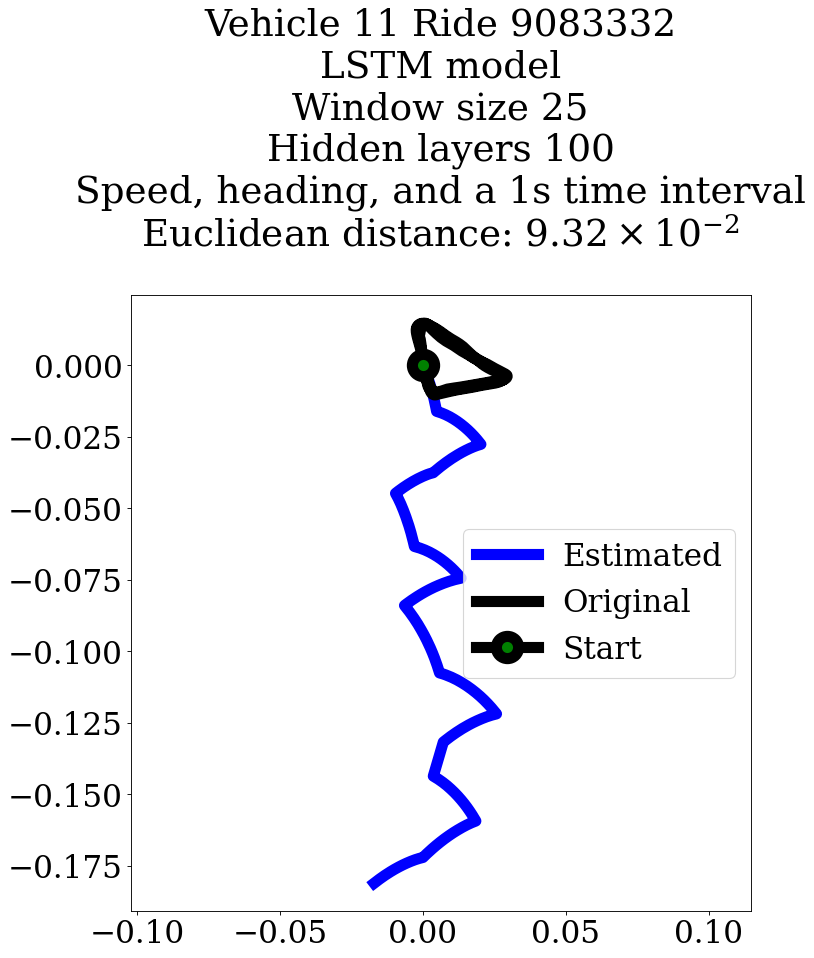 Vehicle 11 Ride 9083332
LSTM model
Window size 25
Hidden layers 100
Speed, heading, and a 1s time interval
Euclidean distance: 9.32 × 10⁻²
0.000
−0.025
−0.050
−0.075
−0.100
−0.125
−0.150
−0.175
Estimated
Original
Start
−0.10 −0.05 0.00 0.05 0.10